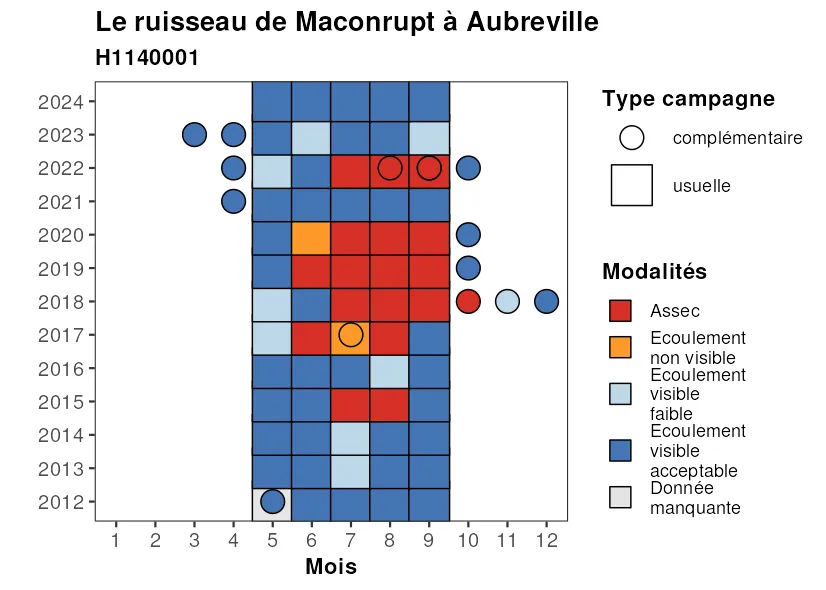 Le ruisseau de Maconrupt à Aubreville
H1140001
2024
2023
2022
2021
2020
2019
2018
2017
2016
2015
2014
2013
2012
1 2 3 4 5 6 7 8 9 10 11 12
Mois
Type campagne
complémentaire
usuelle
Modalités
Assec
Ecoulement
non visible
Ecoulement
visible
faible
Ecoulement
visible
acceptable
Donnée
manquante